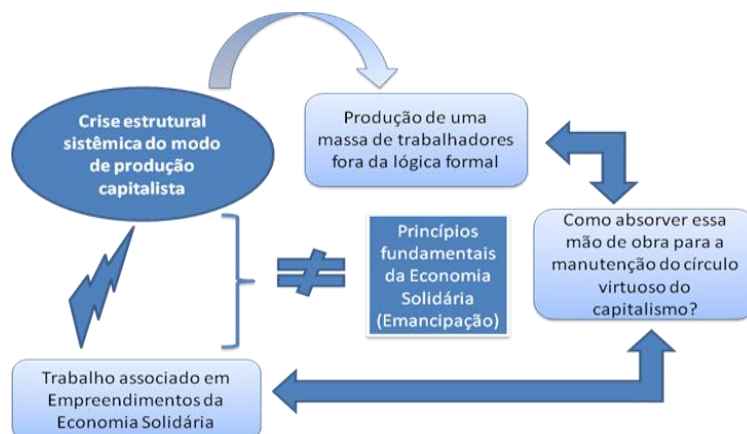 Crise estrutural
sistêmica do modo
de produção
capitalista
Produção de uma
massa de trabalhadores
fora da lógica formal
Como absorver essa
mão de obra para a
manutenção do círculo
virtuoso do
capitalismo?
Princípios
fundamentais
da Economia
Solidária
(Emancipação)
Trabalho associado em
Empreendimentos da
Economia Solidária